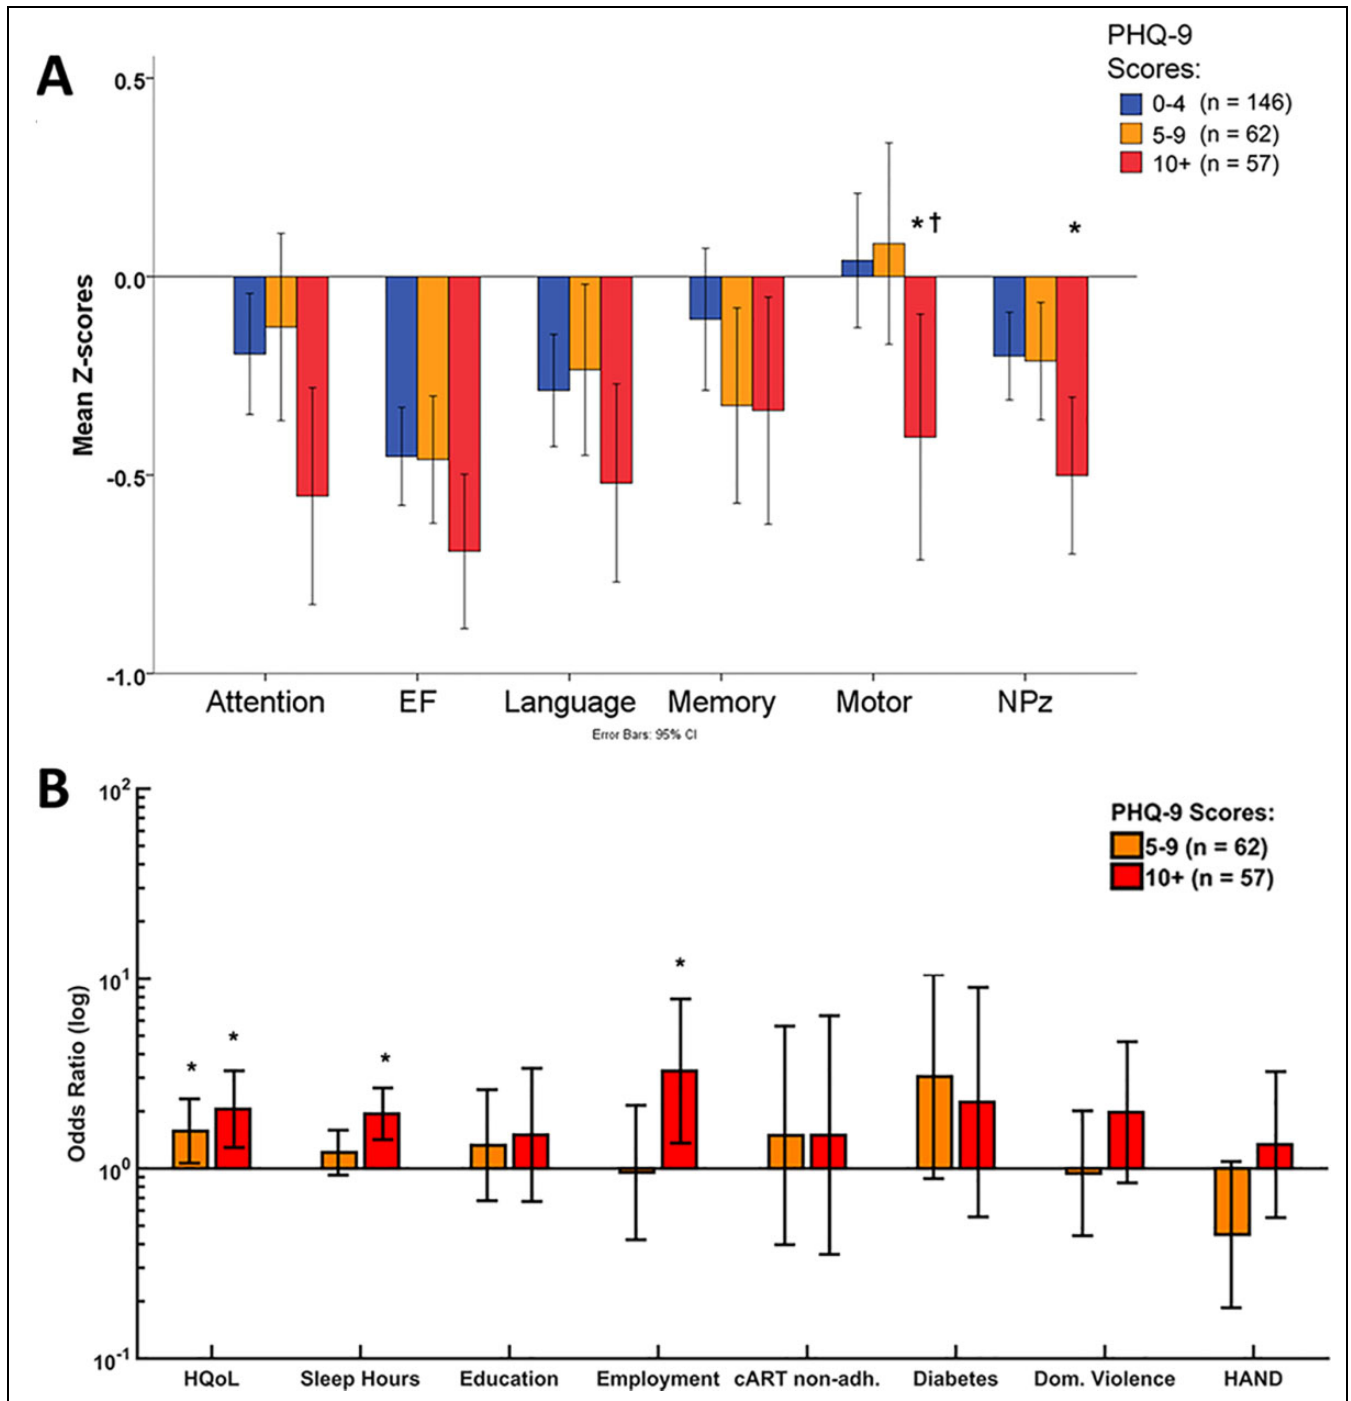 A
PHQ-9
Scores:
0-4 (n = 146)
5-9 (n = 62)
10+ (n = 57)
0.5
0.0
-0.5
-1.0
Mean Z-scores
*†
*
Attention EF Language Memory Motor NPz
Error Bars: 95% CI
B
PHQ-9 Scores:
5-9 (n = 62)
10+ (n = 57)
10²
10¹
10⁰
10⁻¹
Odds Ratio (log)
* * * *
HQoL Sleep Hours Education Employment cART non-adh. Diabetes Dom. Violence HAND